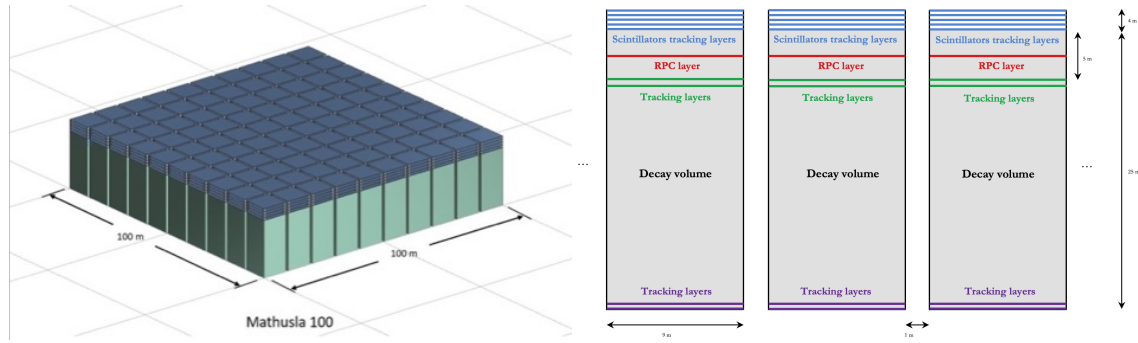 100 m
100 m
Mathusla 100
Scintillators tracking layers
Scintillators tracking layers
Scintillators tracking layers
4 m
RPC layer
RPC layer
RPC layer
5 m
Tracking layers
Tracking layers
Tracking layers
...
Decay volume
Decay volume
Decay volume
...
25 m
Tracking layers
Tracking layers
Tracking layers
9 m
1 m